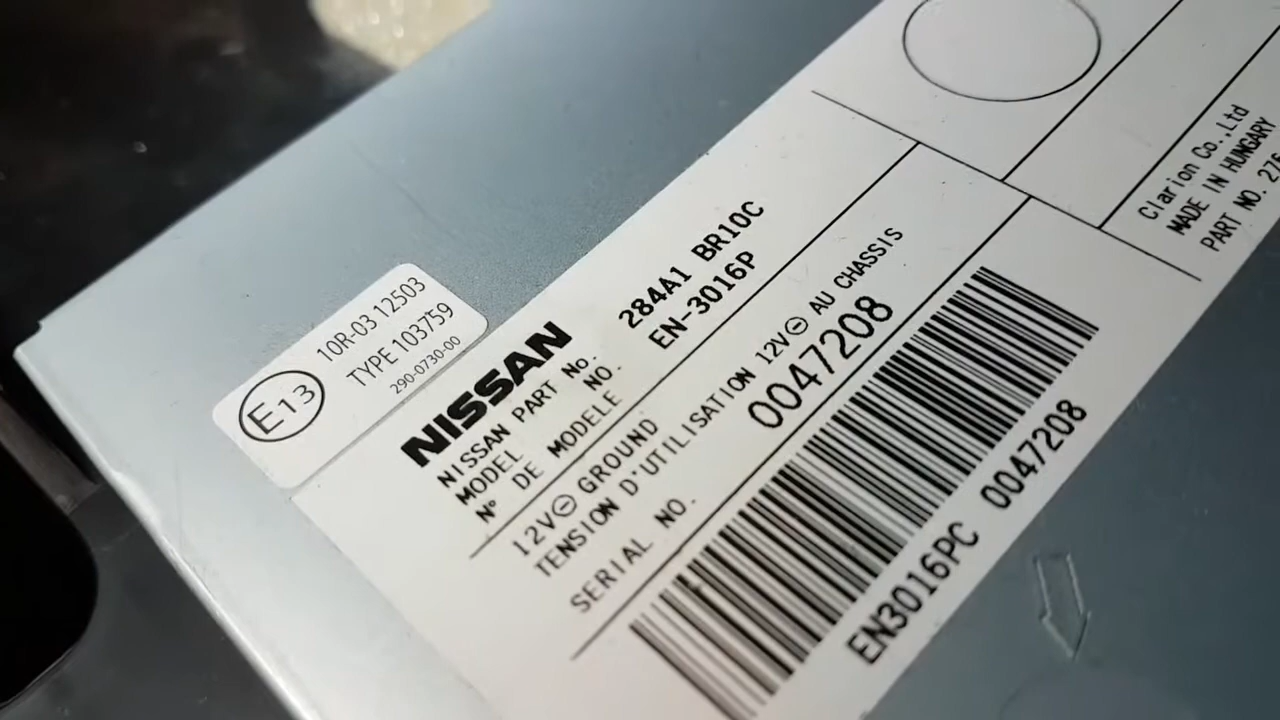 E13
10R-03 12503
TYPE 103759
290-0730-00
NISSAN
NISSAN PART No. 284A1 BR10C
MODEL NO. EN-3016P
Nº DE MODELE
12V⊖ GROUND
TENSION D'UTILISATION 12V⊖ AU CHASSIS
SERIAL NO. 0047208
EN3016PC 0047208
Clarion Co.,Ltd
MADE IN HUNGARY
PART NO.